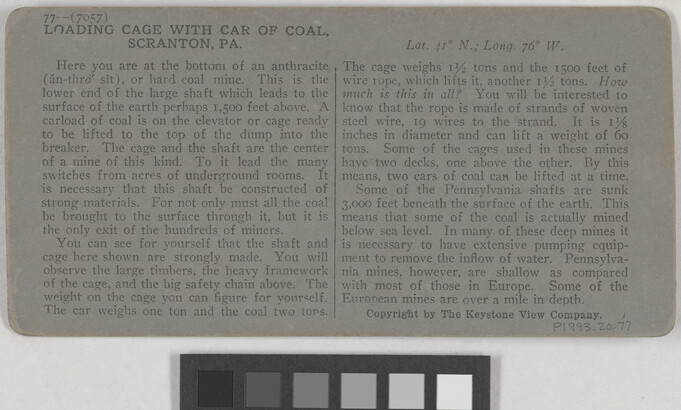 77—(7057)
LOADING CAGE WITH CAR OF COAL,
SCRANTON, PA.
Here you are at the bottom of an anthracite
(ăn-thră′ sīt), or hard coal mine. This is the
lower end of the large shaft which leads to the
surface of the earth perhaps 1,500 feet above. A
carload of coal is on the elevator or cage ready
to be lifted to the top of the dump into the
breaker. The cage and the shaft are the center
of a mine of this kind. To it lead the many
switches from acres of underground rooms. It
is necessary that this shaft be constructed of
strong materials. For not only must all the coal
be brought to the surface through it, but it is
the only exit of the hundreds of miners.
You can see for yourself that the shaft and
cage here shown are strongly made. You will
observe the large timbers, the heavy framework
of the cage, and the big safety chain above. The
weight on the cage you can figure for yourself.
The car weighs one ton and the coal two tons.
Lat. 41° N.; Long. 76° W.
The cage weighs 1½ tons and the 1500 feet of
wire rope, which lifts it, another 1½ tons. How
much is this in all? You will be interested to
know that the rope is made of strands of woven
steel wire, 19 wires to the strand. It is 1⅜
inches in diameter and can lift a weight of 60
tons. Some of the cages used in these mines
have two decks, one above the other. By this
means, two cars of coal can be lifted at a time.
Some of the Pennsylvania shafts are sunk
3,000 feet beneath the surface of the earth. This
means that some of the coal is actually mined
below sea level. In many of these deep mines it
is necessary to have extensive pumping equip-
ment to remove the inflow of water. Pennsylva-
nia mines, however, are shallow as compared
with most of those in Europe. Some of the
European mines are over a mile in depth.
Copyright by The Keystone View Company.
P1993.20.77